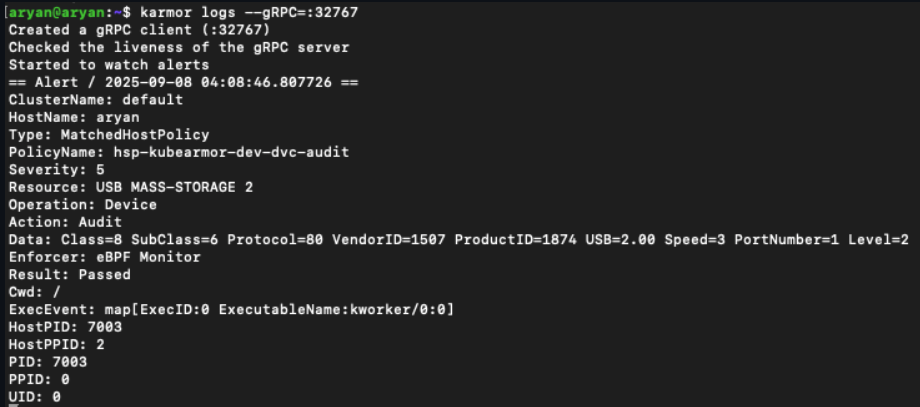 [aryan@aryan:~$ karmor logs --gRPC=:32767
Created a gRPC client (:32767)
Checked the liveness of the gRPC server
Started to watch alerts
== Alert / 2025-09-08 04:08:46.807726 ==
ClusterName: default
HostName: aryan
Type: MatchedHostPolicy
PolicyName: hsp-kubearmor-dev-dvc-audit
Severity: 5
Resource: USB MASS-STORAGE 2
Operation: Device
Action: Audit
Data: Class=8 SubClass=6 Protocol=80 VendorID=1507 ProductID=1874 USB=2.00 Speed=3 PortNumber=1 Level=2
Enforcer: eBPF Monitor
Result: Passed
Cwd: /
ExecEvent: map[ExecID:0 ExecutableName:kworker/0:0]
HostPID: 7003
HostPPID: 2
PID: 7003
PPID: 0
UID: 0